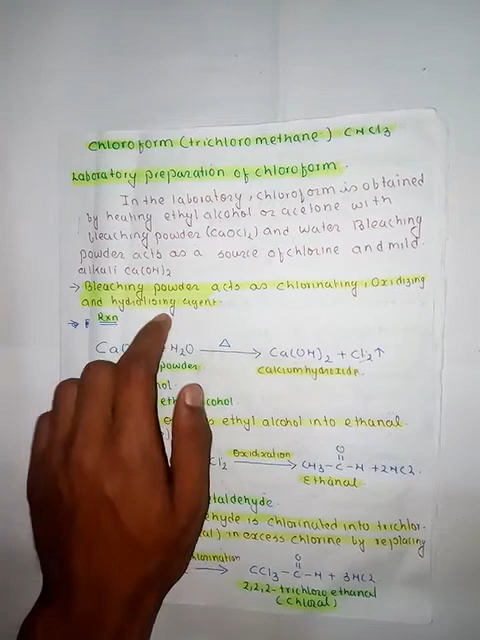 Chloroform (trichloromethane) CHCl3
Laboratory preparation of chloroform.
In the laboratory, chloroform is obtained
by heating ethyl alcohol or acetone with
bleaching powder (CaOCl2) and water Bleaching
powder acts as a source of chlorine and mild
alkali Ca(OH)2
→ Bleaching powder acts as chlorinating, Oxidizing
and hydrolising agent.
Rxn
H2O —Δ→ Ca(OH)2 + Cl2↑
powder calcium hydroxide.
alcohol
ethyl alcohol into ethanal.
Cl2 —Oxidixation→ CH3-C-H + 2HCl.
O
Ethanal
is chlorinated into trichlor-
in excess chlorine by replacing
→ CCl3-C-H + 3HCl
O
2,2,2-trichloroethanal
(chloral)